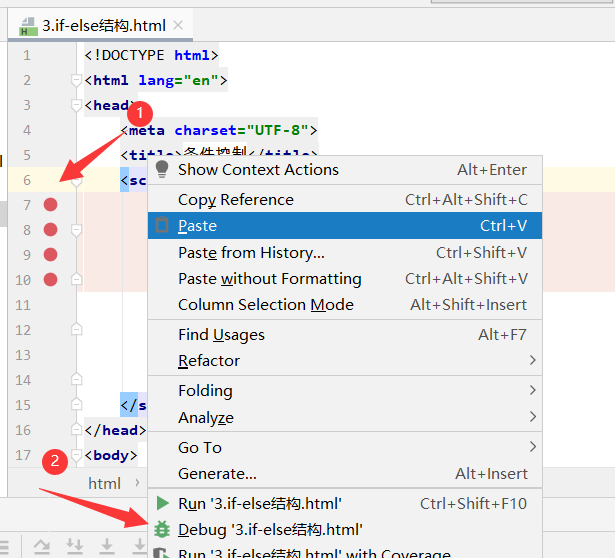 3.if-else结构.html
1 <!DOCTYPE html>
2 <html lang="en">
3 <head>
1
4 <meta charset="UTF-8">
5 <title>条件控制</title>
6 <sc
Show Context Actions Alt+Enter
7
Copy Reference Ctrl+Alt+Shift+C
8 Paste Ctrl+V
9 Paste from History... Ctrl+Shift+V
10 Paste without Formatting Ctrl+Alt+Shift+V
11 Column Selection Mode Alt+Shift+Insert
12 Find Usages Alt+F7
13 Refactor
14 Folding
15 </s
Analyze
16 </head>
17 <body>
Go To
2
html
Generate... Alt+Insert
Run '3.if-else结构.html' Ctrl+Shift+F10
Debug '3.if-else结构.html'
Run '3.if-else结构.html' with Coverage